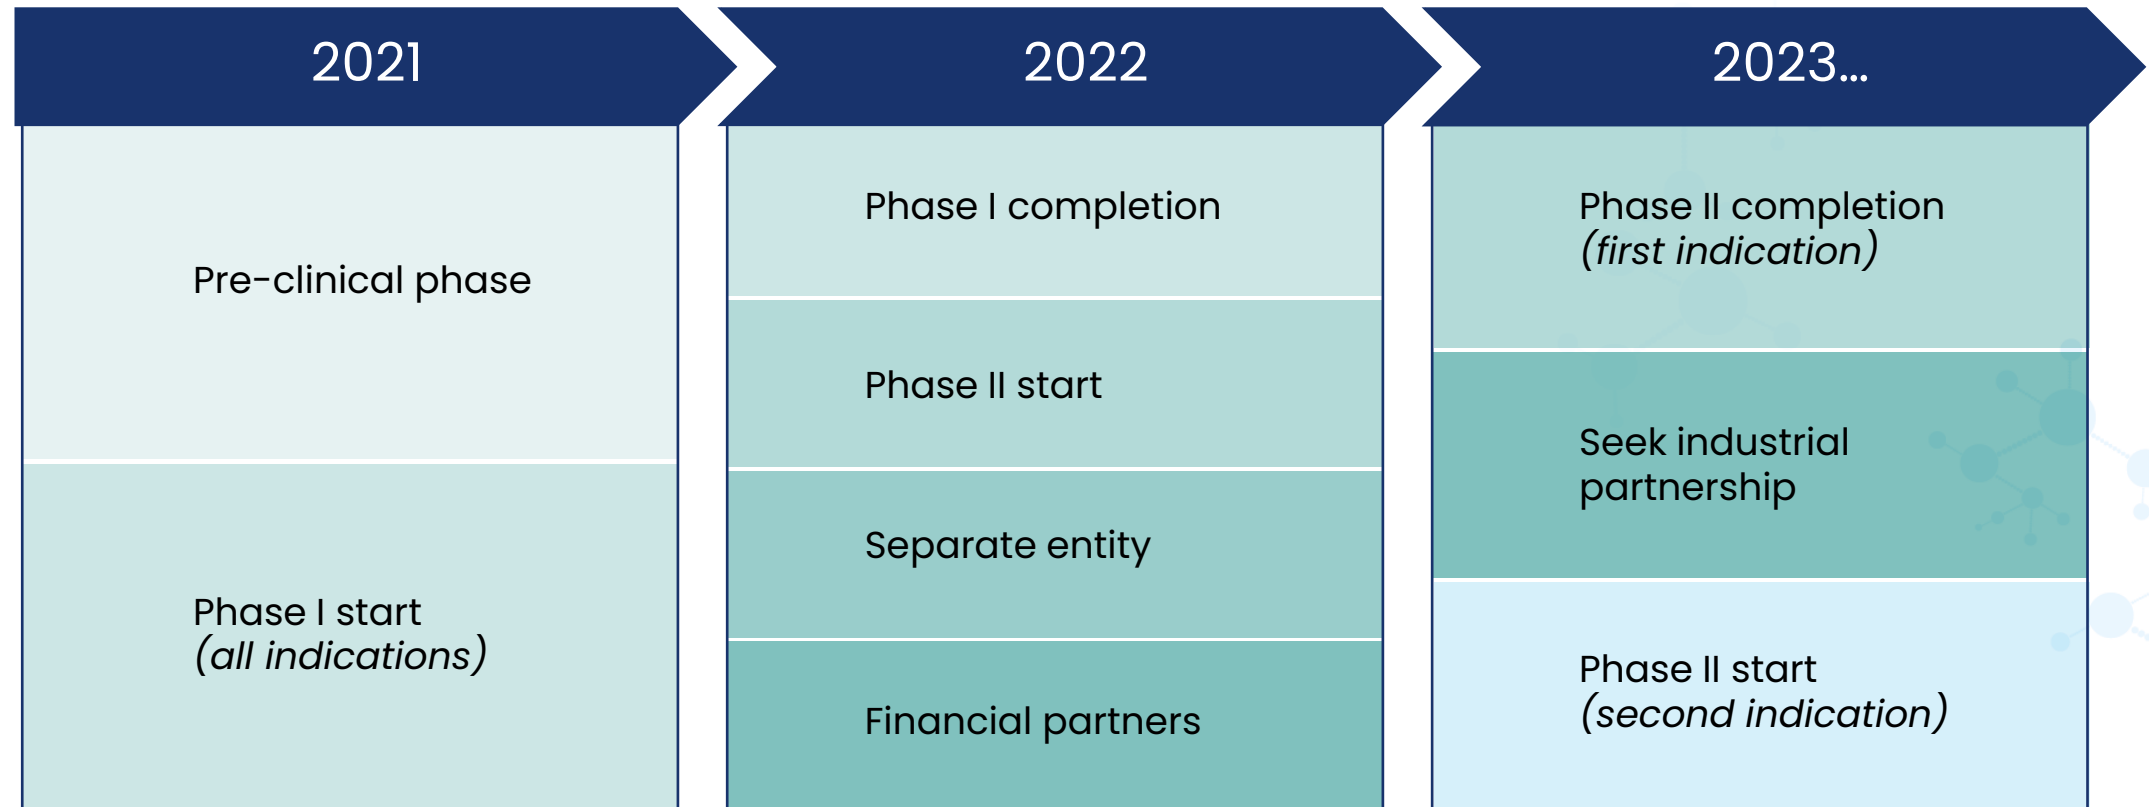 2021
Pre-clinical phase
Phase I start
(all indications)
2022
Phase I completion
Phase II start
Separate entity
Financial partners
2023...
Phase II completion
(first indication)
Seek industrial
partnership
Phase II start
(second indication)